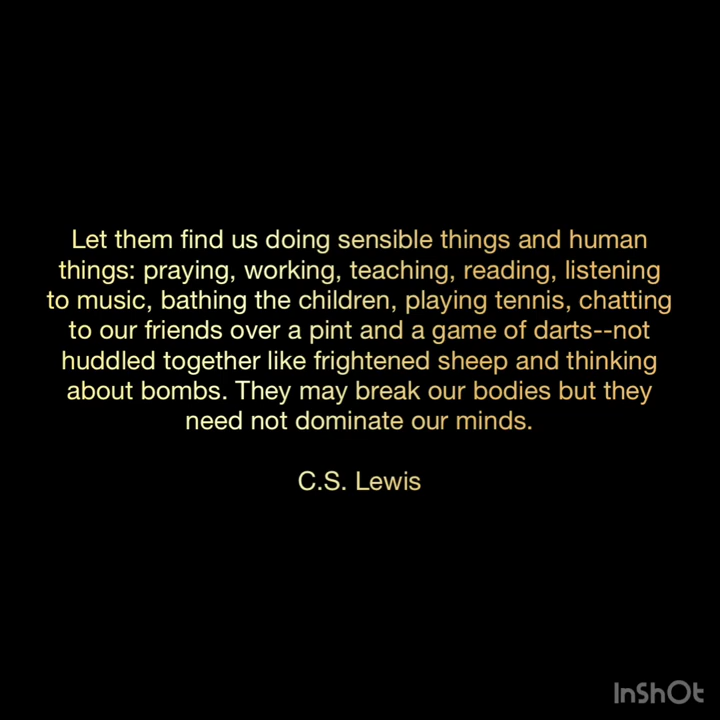 Let them find us doing sensible things and human
things: praying, working, teaching, reading, listening
to music, bathing the children, playing tennis, chatting
to our friends over a pint and a game of darts--not
huddled together like frightened sheep and thinking
about bombs. They may break our bodies but they
need not dominate our minds.
C.S. Lewis
InShOt